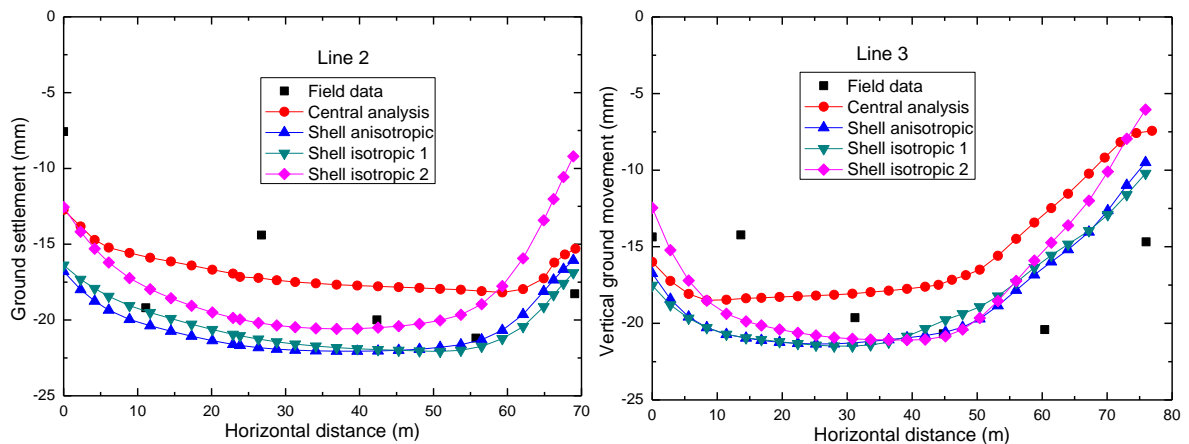 Line 2
Field data
Central analysis
Shell anisotropic
Shell isotropic 1
Shell isotropic 2
Ground settlement (mm)
0
-5
-10
-15
-20
-25
0 10 20 30 40 50 60 70
Horizontal distance (m)
Line 3
Field data
Central analysis
Shell anisotropic
Shell isotropic 1
Shell isotropic 2
Vertical ground movement (mm)
0
-5
-10
-15
-20
-25
0 10 20 30 40 50 60 70 80
Horizontal distance (m)